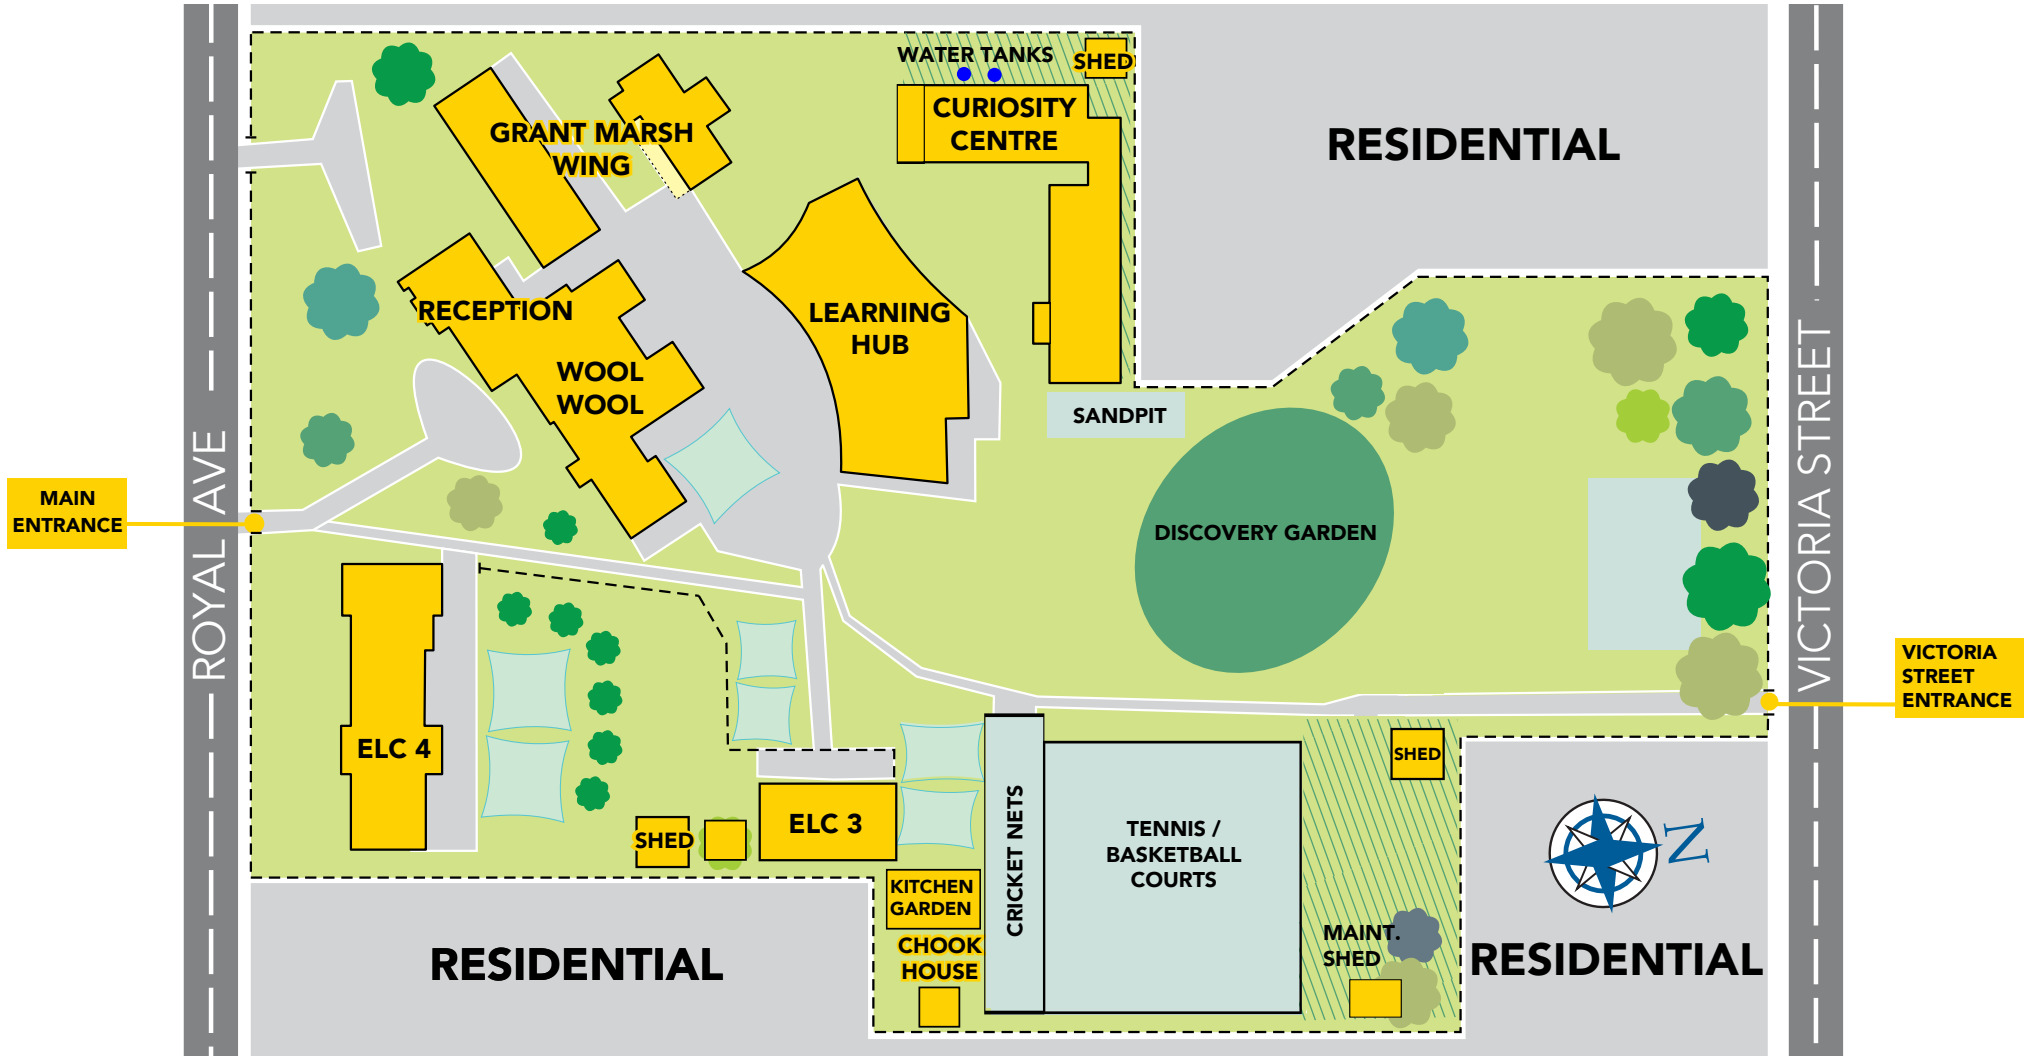 WATER TANKS
SHED
CURIOSITY
CENTRE
GRANT MARSH
WING
RESIDENTIAL
RECEPTION
LEARNING
HUB
WOOL
WOOL
SANDPIT
MAIN
ENTRANCE
ROYAL AVE
DISCOVERY GARDEN
VICTORIA STREET
VICTORIA
STREET
ENTRANCE
ELC 4
SHED
ELC 3
SHED
CRICKET NETS
TENNIS /
BASKETBALL
COURTS
N
KITCHEN
GARDEN
CHOOK
HOUSE
MAINT.
SHED
RESIDENTIAL
RESIDENTIAL